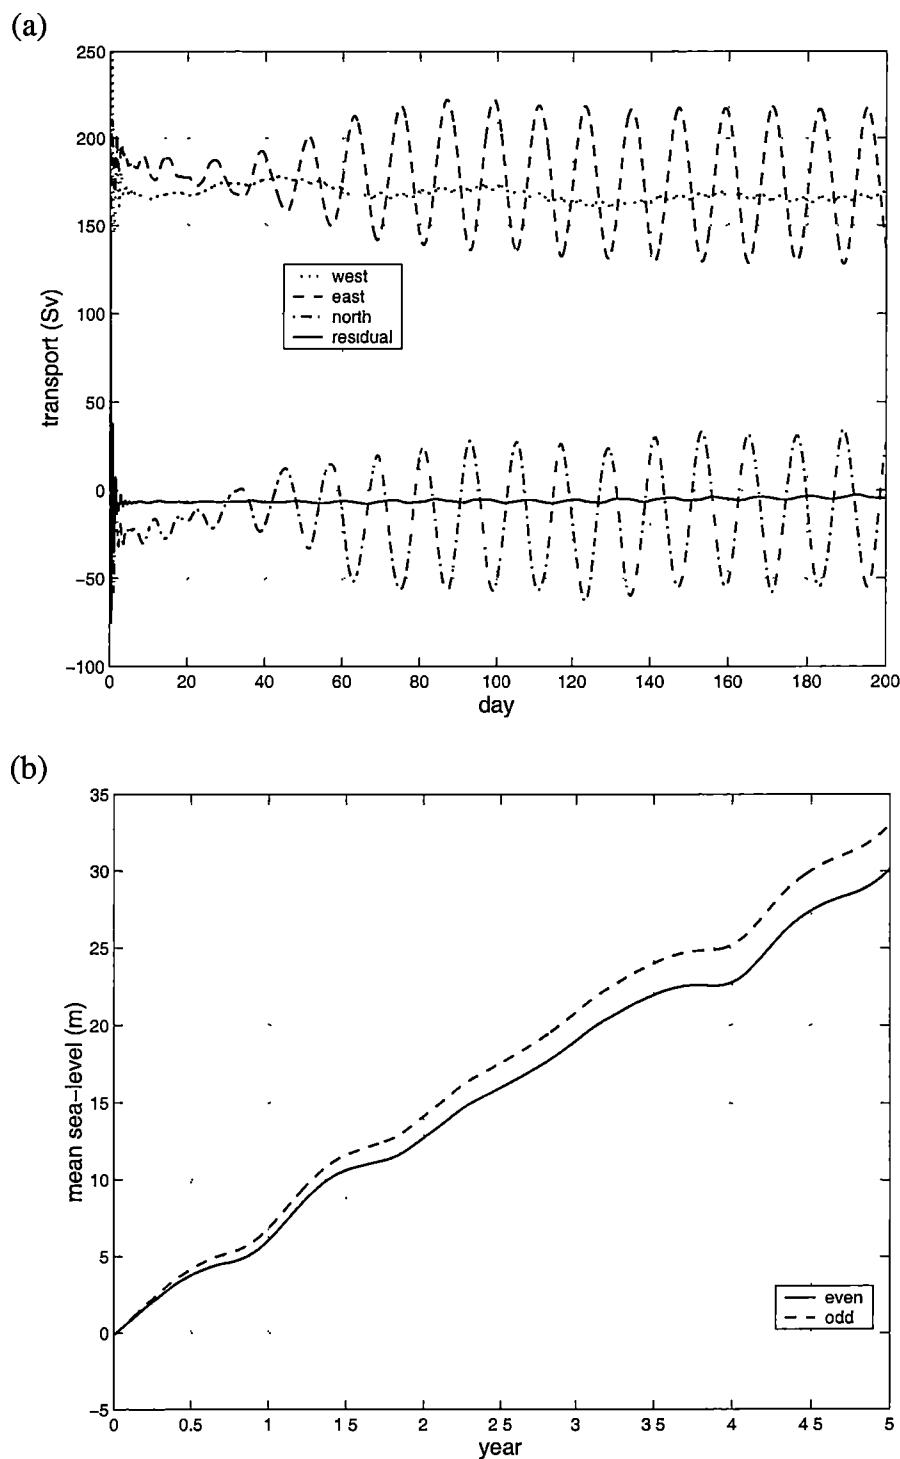 (a)
250
200
150
100
50
0
−50
−100
transport (Sv)
west
east
north
residual
0 20 40 60 80 100 120 140 160 180 200
day
(b)
35
30
25
20
15
10
5
0
−5
mean sea−level (m)
even
odd
0 0.5 1 1 5 2 2 5 3 3 5 4 4 5 5
year